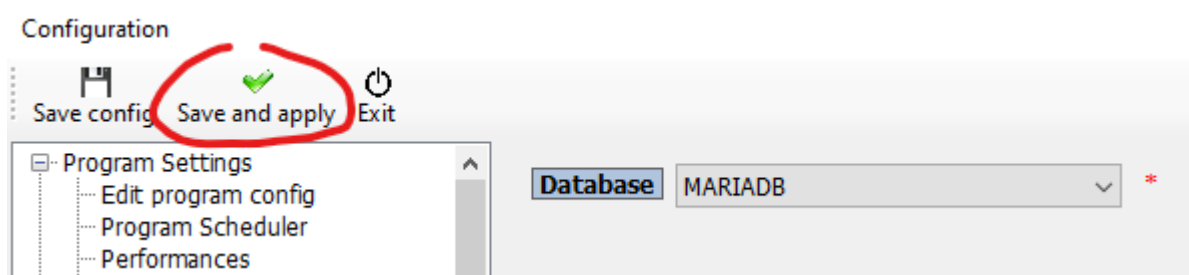 Configuration
Save config Save and apply Exit
Program Settings
Edit program config
Program Scheduler
Performances
Database MARIADB *